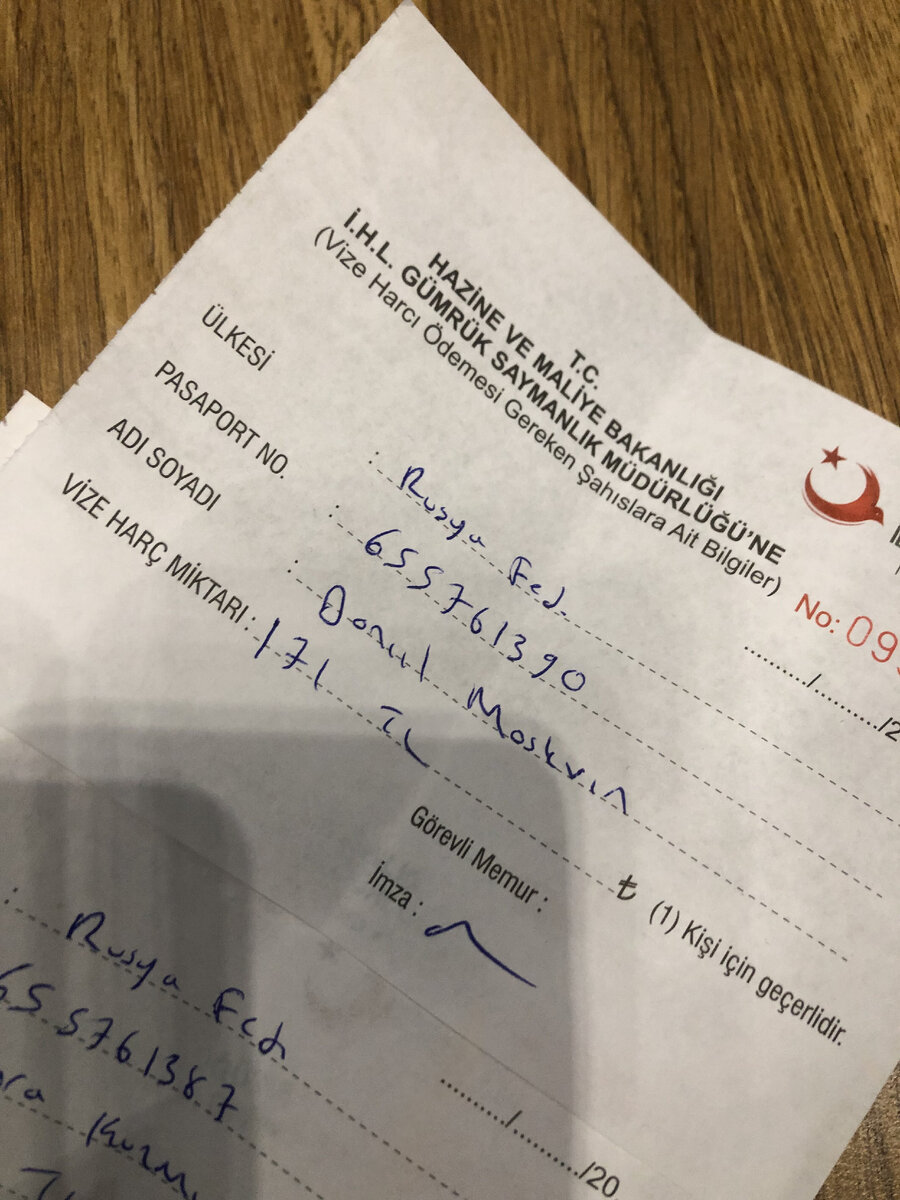 T.C.
HAZİNE VE MALİYE BAKANLIĞI
İ.H.L. GÜMRÜK SAYMANLIK MÜDÜRLÜĞÜ'NE
(Vize Harcı Ödemesi Gereken Şahıslara Ait Bilgiler)
No: 09
........../........../2
ÜLKESİ : Rusya Fed.
PASAPORT NO. : 655761390
ADI SOYADI : Moskvin
VİZE HARÇ MİKTARI : 171 TL ₺ (1) Kişi için geçerlidir.
Görevli Memur :
İmza :
........../........../20
: Rusya Fed.
655761387